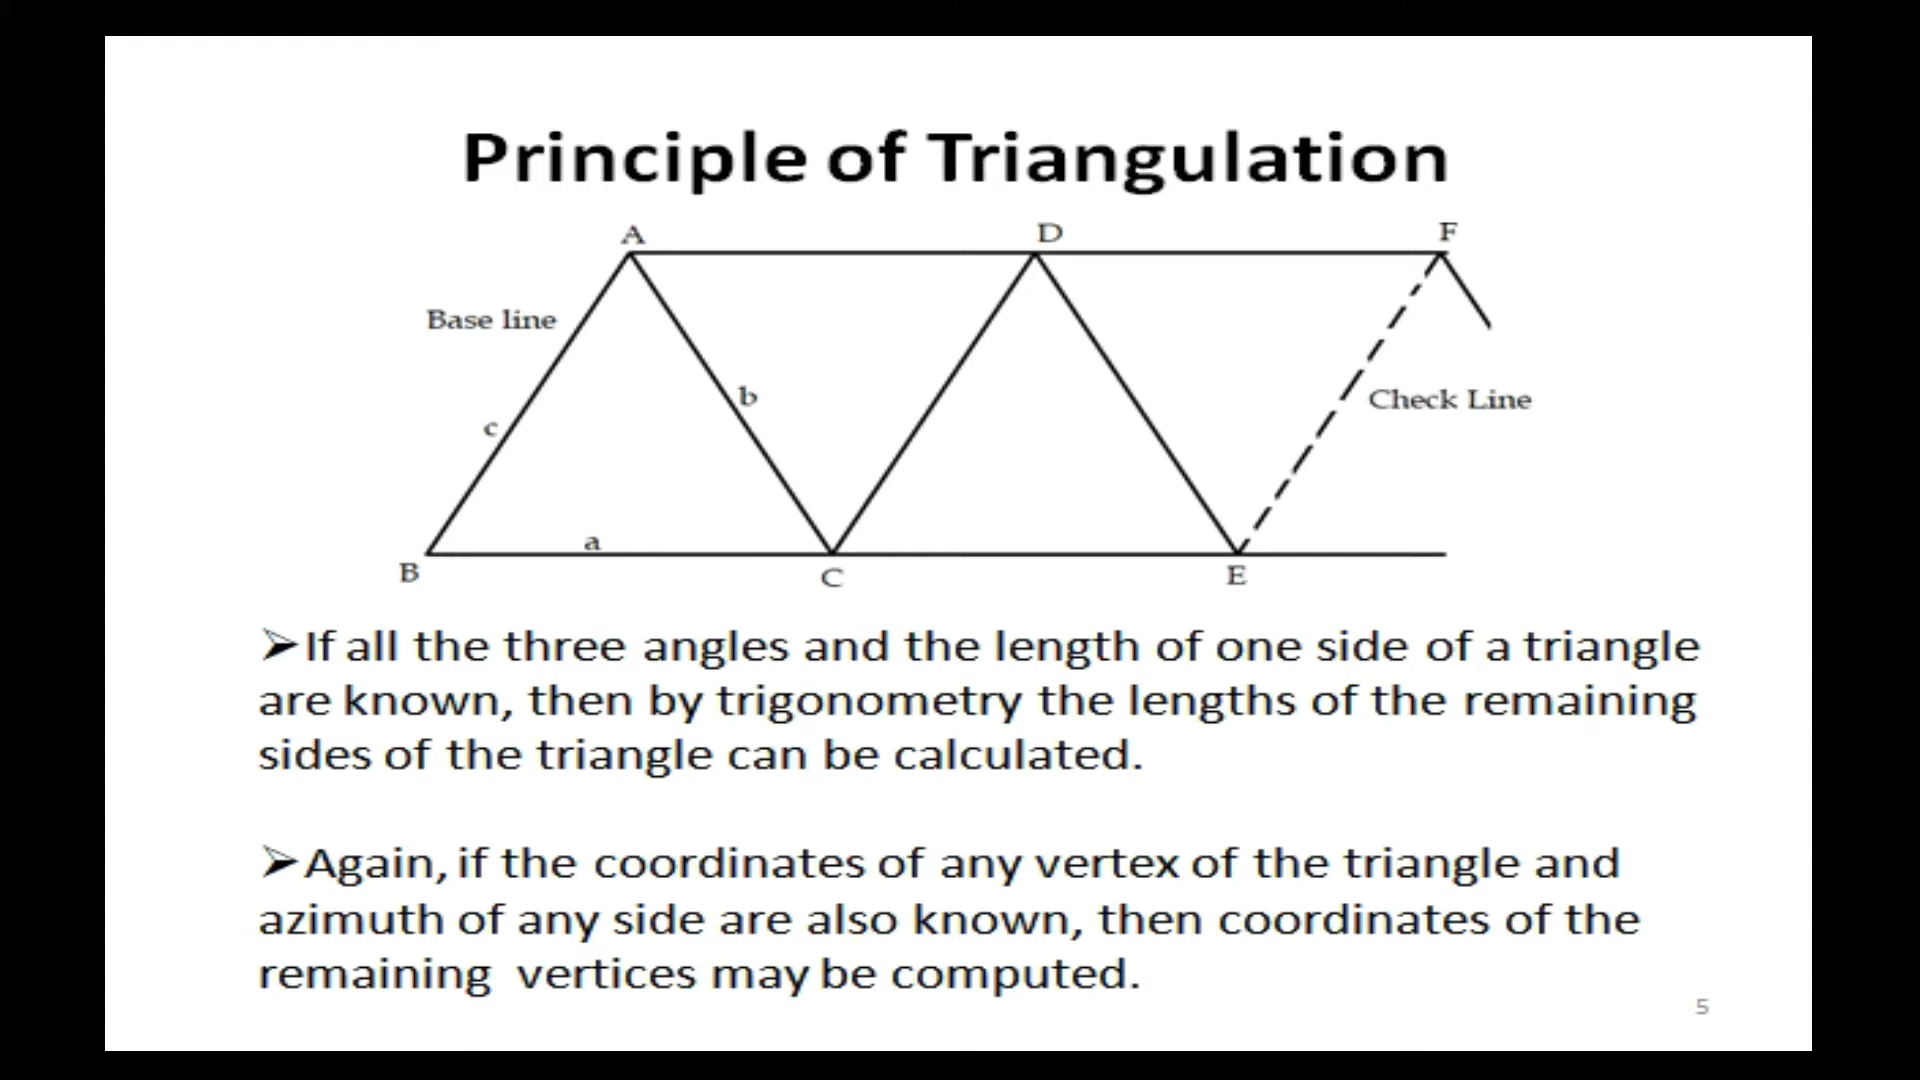 Principle of Triangulation
A
D
F
Base line
b
Check Line
c
a
B
C
E
➢If all the three angles and the length of one side of a triangle
are known, then by trigonometry the lengths of the remaining
sides of the triangle can be calculated.
➢Again, if the coordinates of any vertex of the triangle and
azimuth of any side are also known, then coordinates of the
remaining vertices may be computed.
5